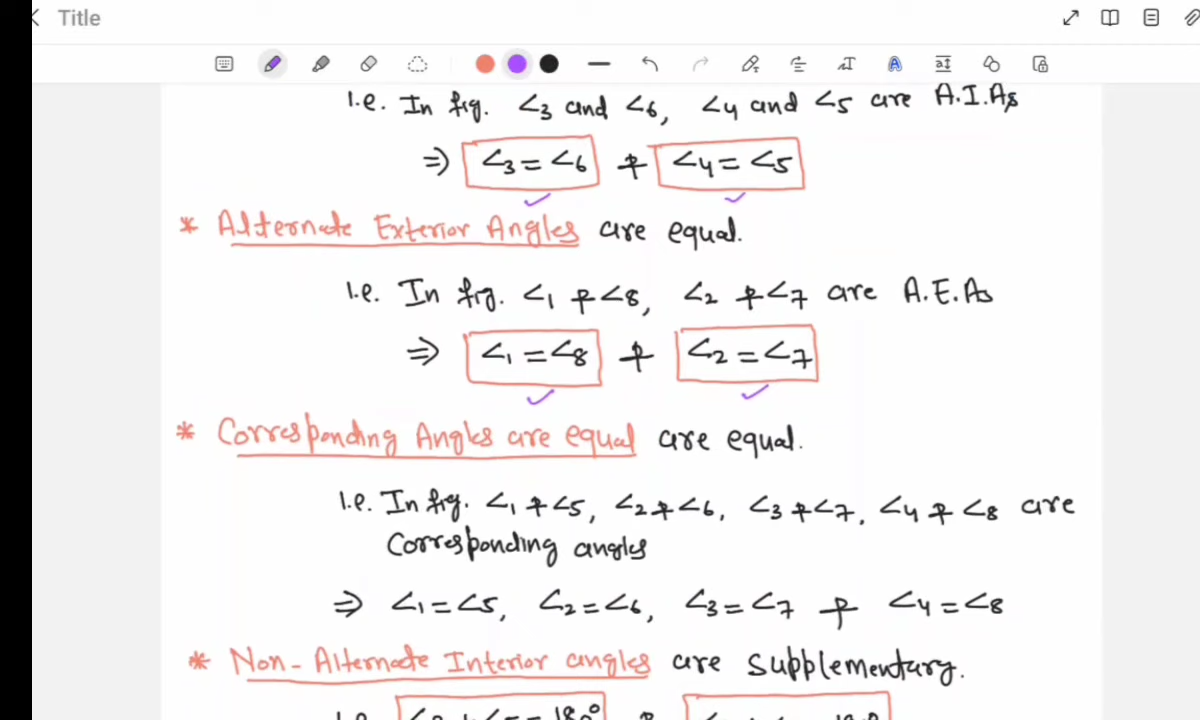 Title
i.e. In fig. ∠3 and ∠6, ∠4 and ∠5 are A.I.As
⇒ ∠3 = ∠6 & ∠4 = ∠5
* Alternate Exterior Angles are equal.
i.e. In fig. ∠1 & ∠8, ∠2 & ∠7 are A.E.As
⇒ ∠1 = ∠8 & ∠2 = ∠7
* Corresponding Angles are equal are equal.
i.e. In fig. ∠1 & ∠5, ∠2 & ∠6, ∠3 & ∠7, ∠4 & ∠8 are
Corresponding angles
⇒ ∠1 = ∠5, ∠2 = ∠6, ∠3 = ∠7 & ∠4 = ∠8
* Non-Alternate Interior angles are supplementary.